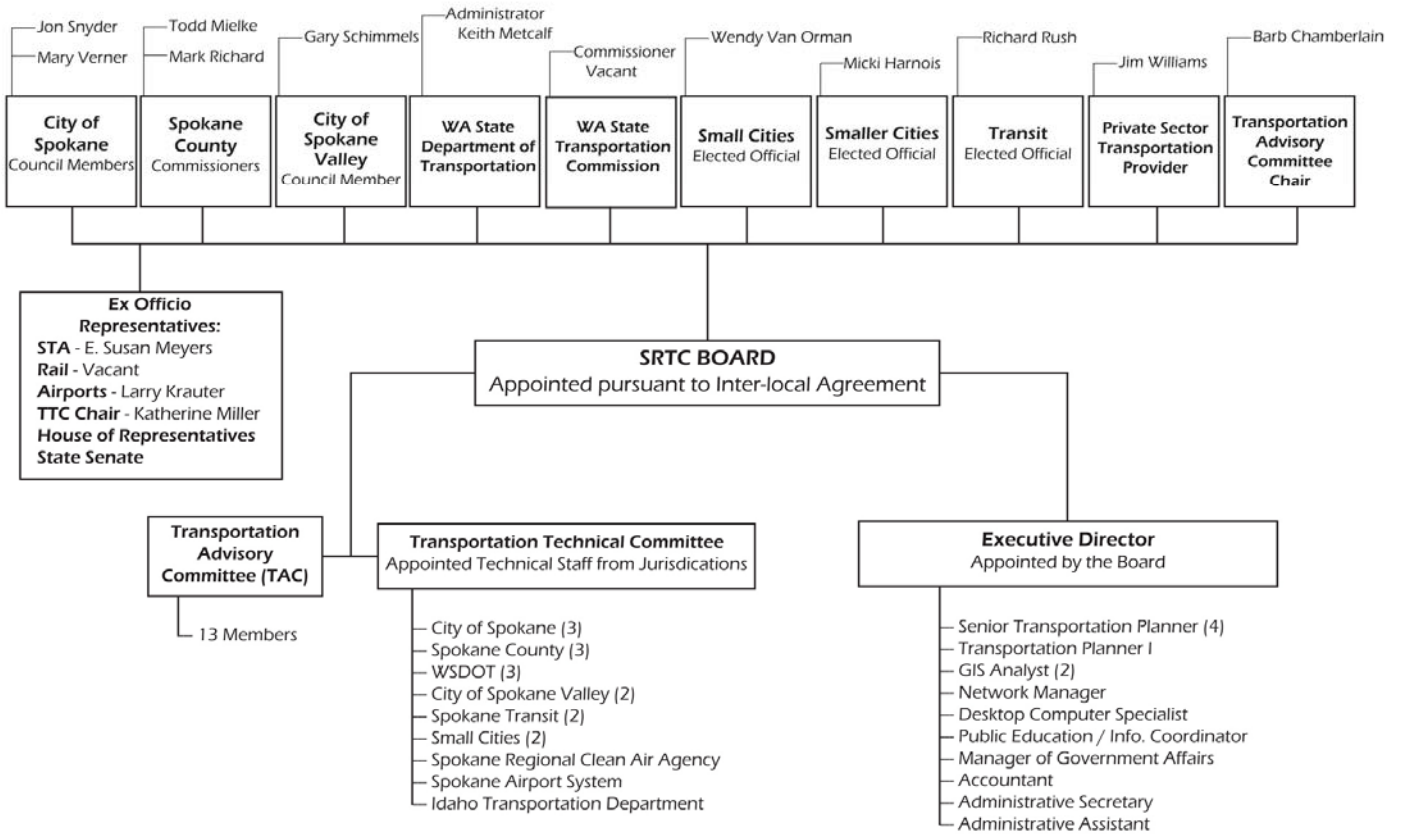 Jon Snyder
Mary Verner
City of
Spokane
Council Members
Todd Mielke
Mark Richard
Spokane
County
Commissioners
Gary Schimmels
City of
Spokane
Valley
Council Member
Administrator
Keith Metcalf
WA State
Department of
Transportation
Commissioner
Vacant
WA State
Transportation
Commission
Wendy Van Orman
Small Cities
Elected Official
Micki Harnois
Smaller Cities
Elected Official
Richard Rush
Transit
Elected Official
Jim Williams
Private Sector
Transportation
Provider
Barb Chamberlain
Transportation
Advisory
Committee
Chair
Ex Officio
Representatives:
STA - E. Susan Meyers
Rail - Vacant
Airports - Larry Krauter
TTC Chair - Katherine Miller
House of Representatives
State Senate
SRTC BOARD
Appointed pursuant to Inter-local Agreement
Transportation
Advisory
Committee (TAC)
13 Members
Transportation Technical Committee
Appointed Technical Staff from Jurisdications
City of Spokane (3)
Spokane County (3)
WSDOT (3)
City of Spokane Valley (2)
Spokane Transit (2)
Small Cities (2)
Spokane Regional Clean Air Agency
Spokane Airport System
Idaho Transportation Department
Executive Director
Appointed by the Board
Senior Transportation Planner (4)
Transportation Planner I
GIS Analyst (2)
Network Manager
Desktop Computer Specialist
Public Education / Info. Coordinator
Manager of Government Affairs
Accountant
Administrative Secretary
Administrative Assistant